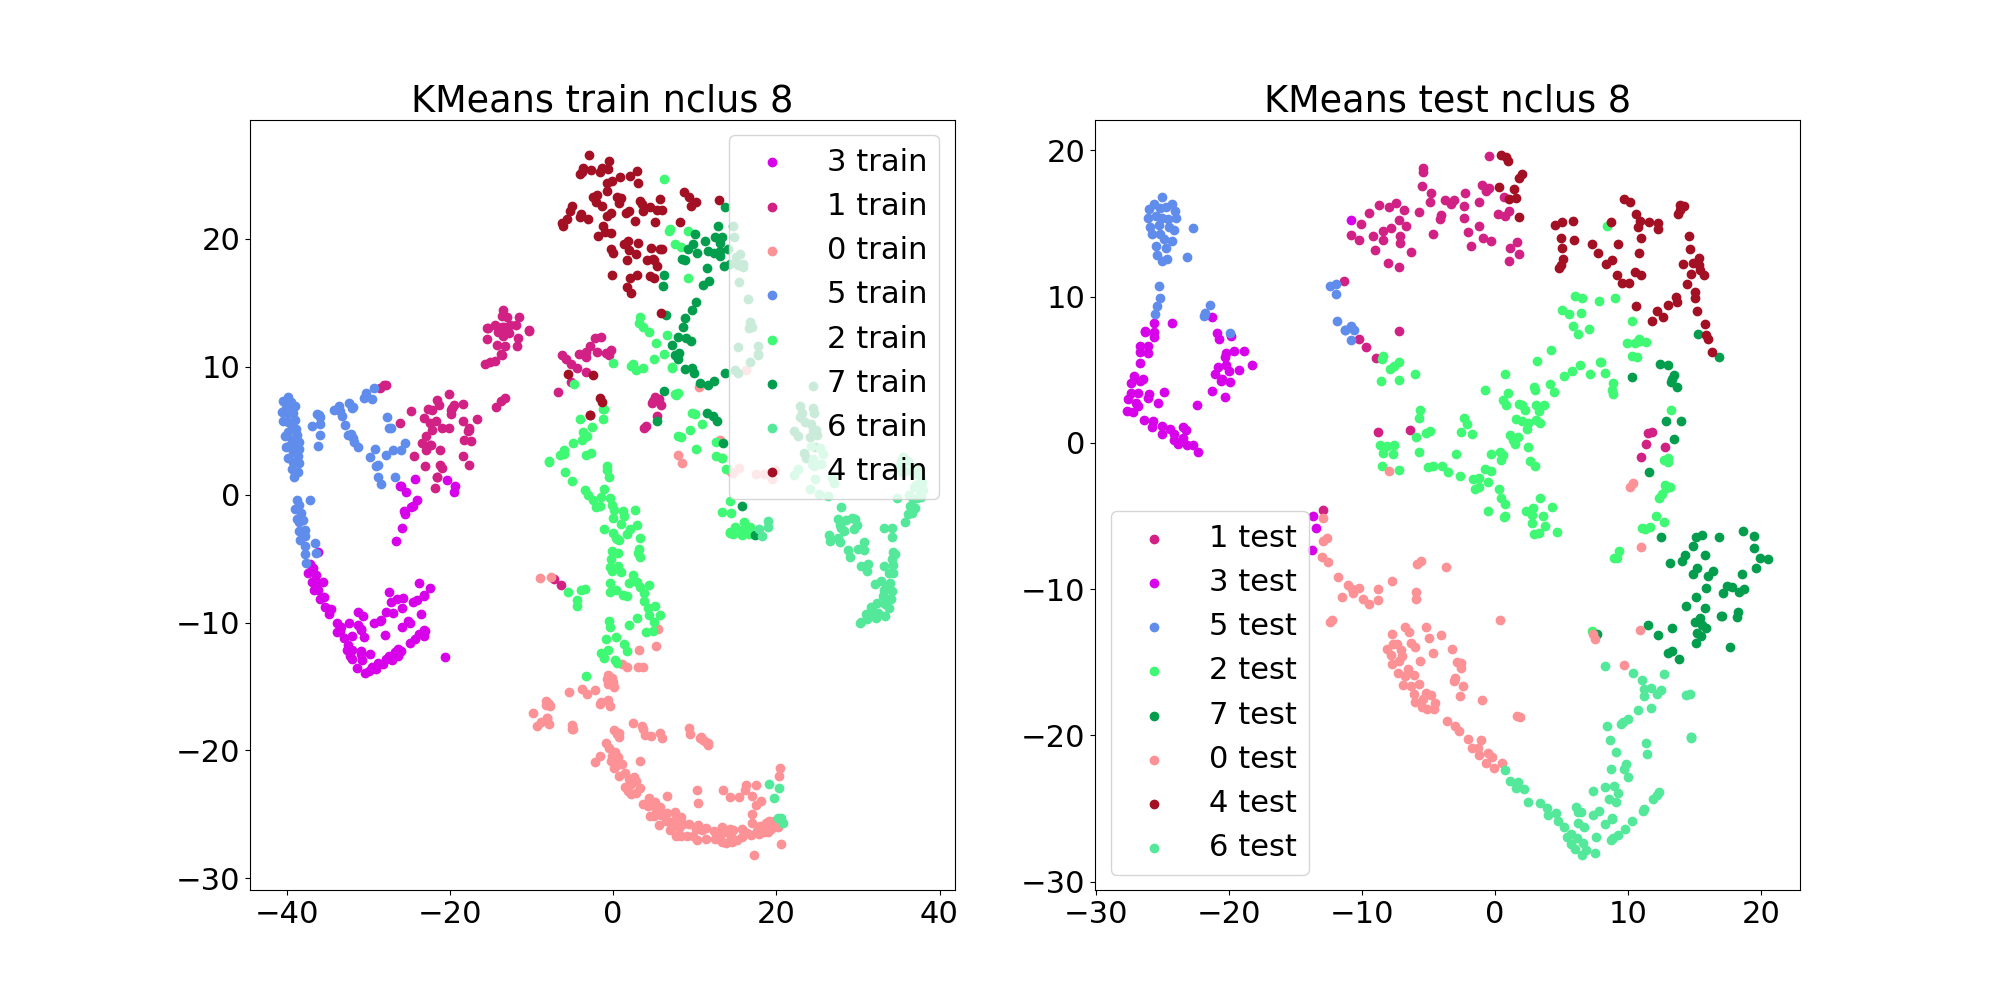 KMeans train nclus 8
20
10
0
−10
−20
−30
−40
−20
0
20
40
3 train
1 train
0 train
5 train
2 train
7 train
6 train
4 train
KMeans test nclus 8
20
10
0
−10
−20
−30
−30
−20
−10
0
10
20
1 test
3 test
5 test
2 test
7 test
0 test
4 test
6 test